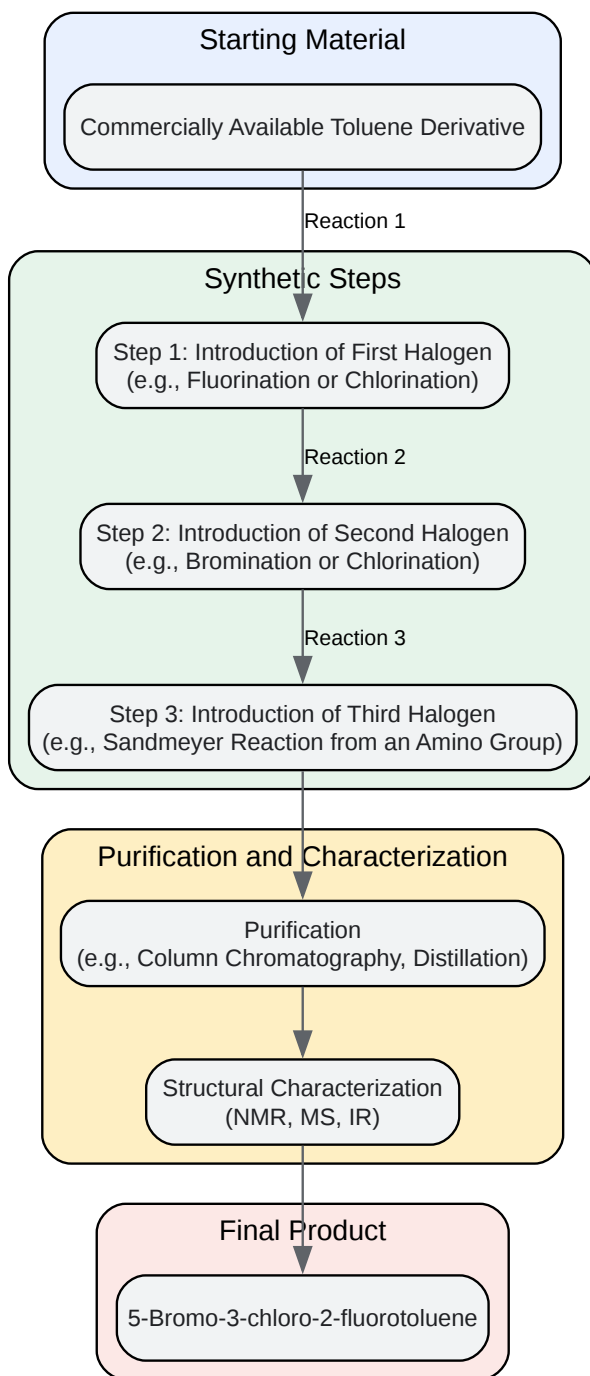 Starting Material
Commercially Available Toluene Derivative
Reaction 1
Synthetic Steps
Step 1: Introduction of First Halogen
(e.g., Fluorination or Chlorination)
Reaction 2
Step 2: Introduction of Second Halogen
(e.g., Bromination or Chlorination)
Reaction 3
Step 3: Introduction of Third Halogen
(e.g., Sandmeyer Reaction from an Amino Group)
Purification and Characterization
Purification
(e.g., Column Chromatography, Distillation)
Structural Characterization
(NMR, MS, IR)
Final Product
5-Bromo-3-chloro-2-fluorotoluene